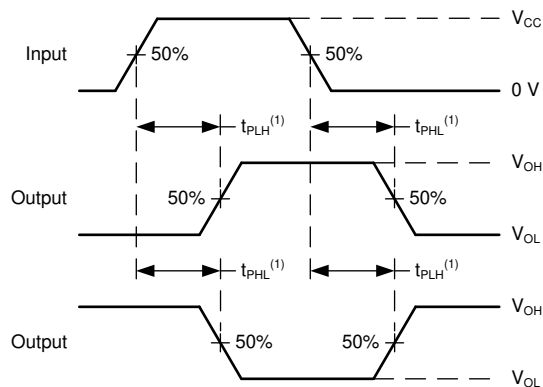 V_CC
Input 50% 50%
0 V
t_PLH^(1) t_PHL^(1)
V_OH
Output 50% 50%
V_OL
t_PHL^(1) t_PLH^(1)
V_OH
Output 50% 50%
V_OL